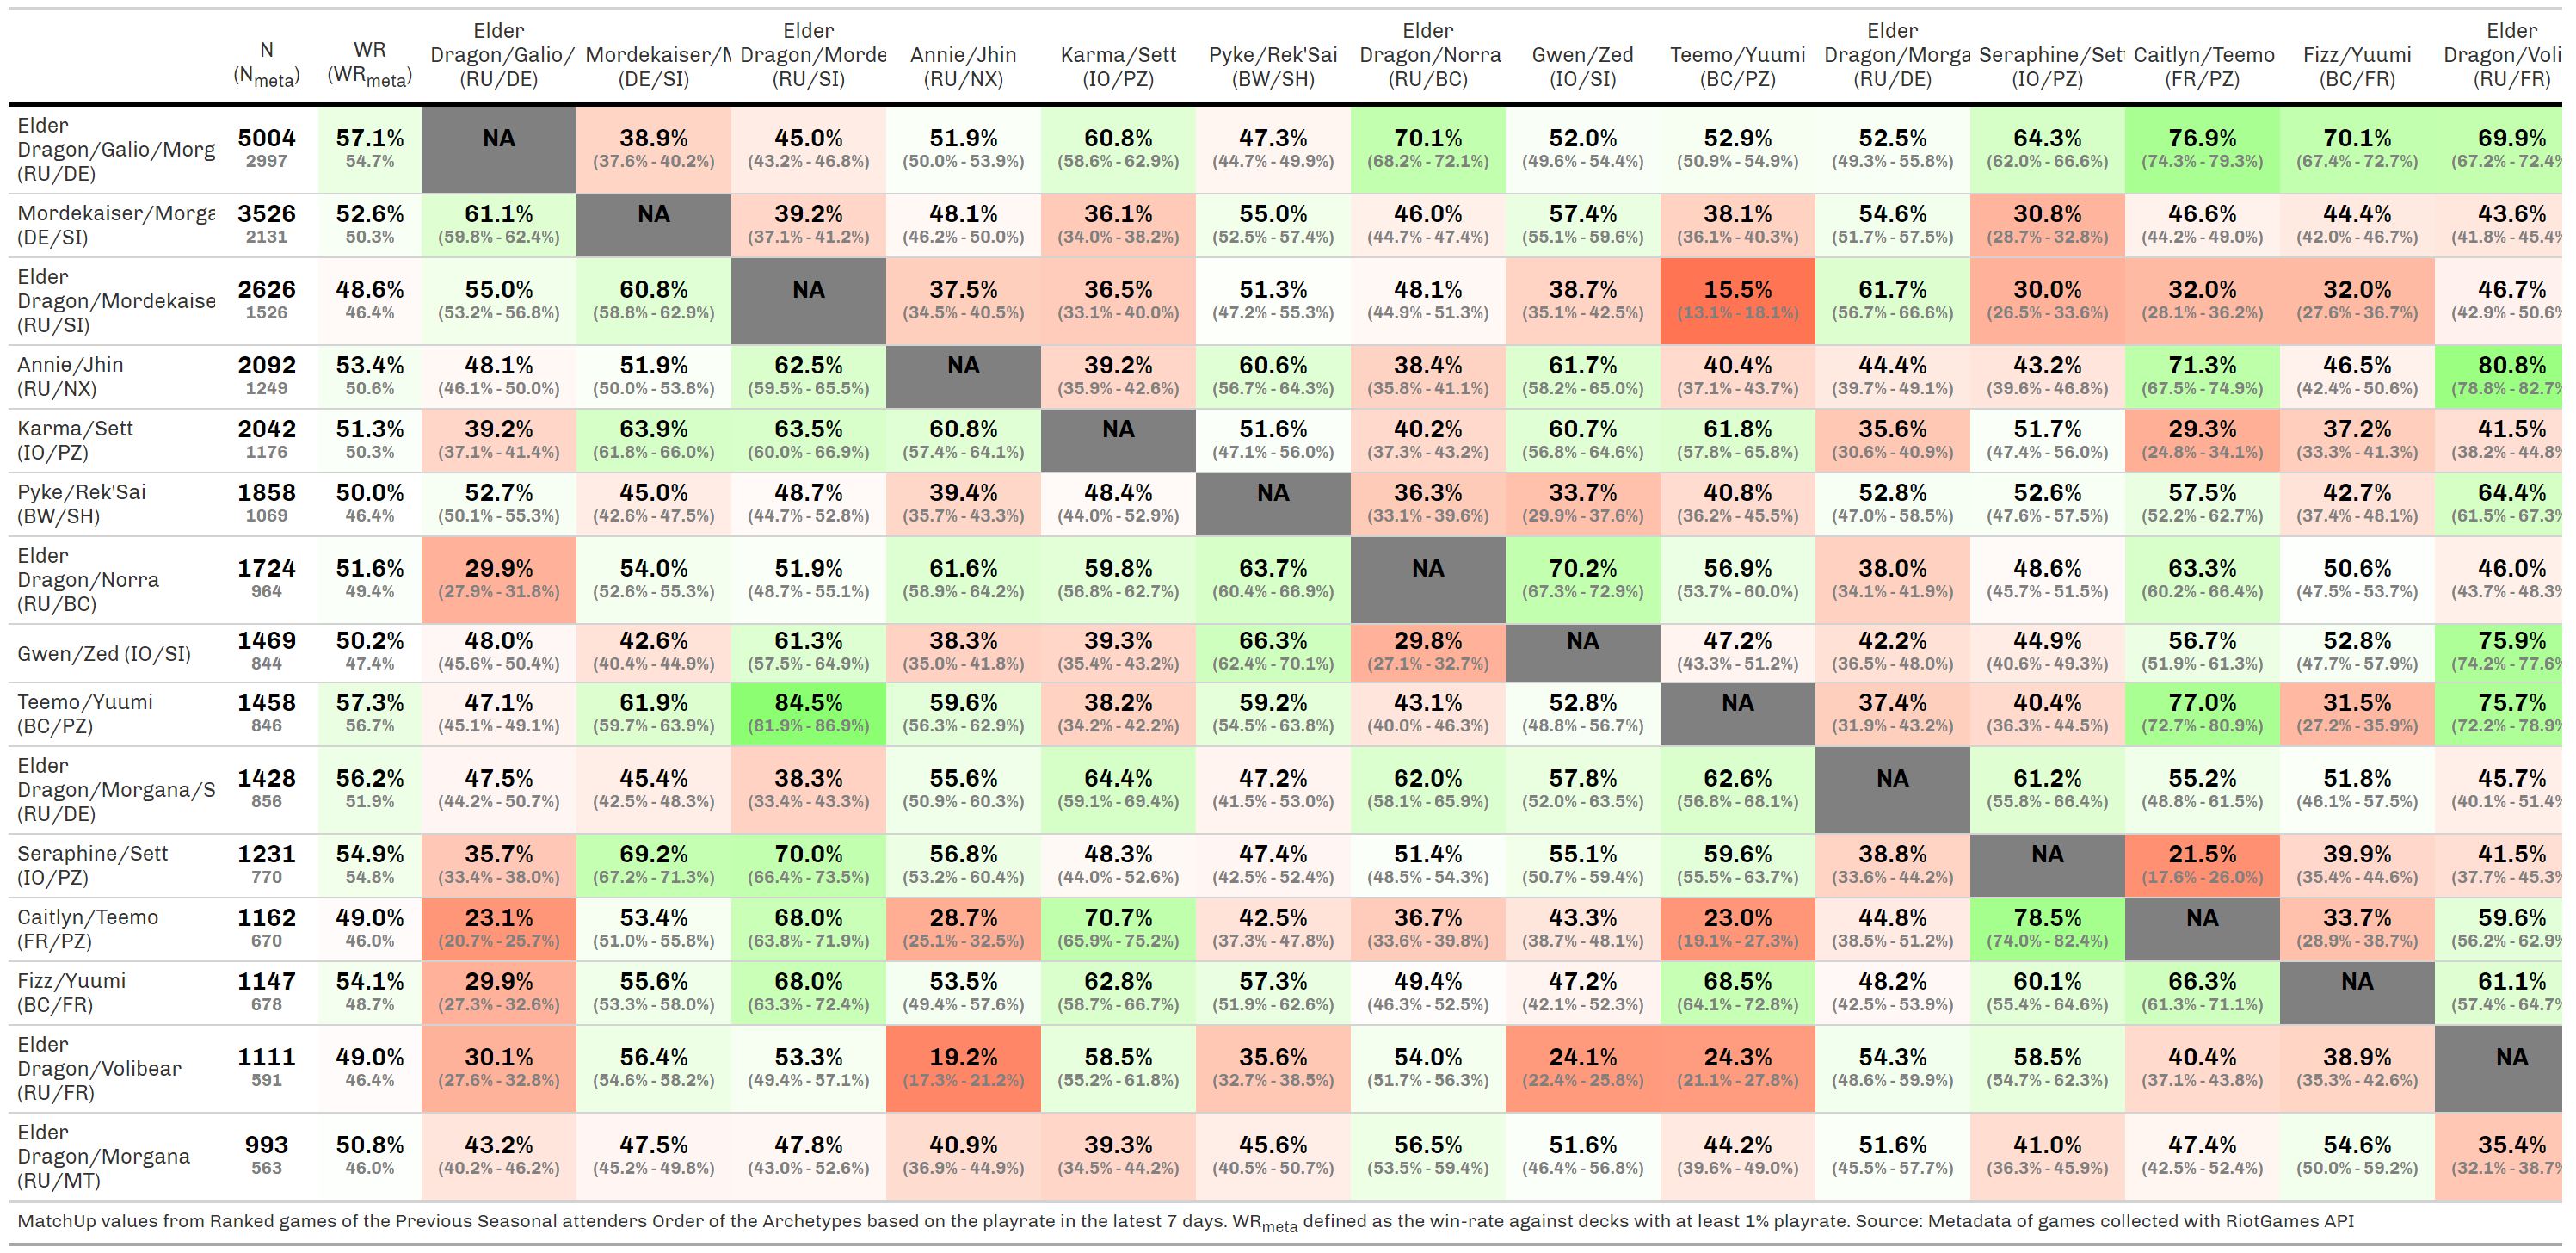 N (Nmeta) WR (WRmeta) Elder Dragon/Galio/ (RU/DE) Mordekaiser/M (DE/SI) Elder Dragon/Morde (RU/SI) Annie/Jhin (RU/NX) Karma/Sett (IO/PZ) Pyke/Rek'Sai (BW/SH) Elder Dragon/Norra (RU/BC) Gwen/Zed (IO/SI) Teemo/Yuumi (BC/PZ) Elder Dragon/Morga (RU/DE) Seraphine/Set (IO/PZ) Caitlyn/Teemo (FR/PZ) Fizz/Yuumi (BC/FR) Elder Dragon/Voli (RU/FR)
Elder Dragon/Galio/Morg (RU/DE) 5004 57.1% NA 38.9% 45.0% 51.9% 60.8% 47.3% 70.1% 52.0% 52.9% 52.5% 64.3% 76.9% 70.1% 69.9%
2997 54.7% (37.6% - 40.2%) (43.2% - 46.8%) (50.0% - 53.9%) (58.6% - 62.9%) (44.7% - 49.9%) (68.2% - 72.1%) (49.6% - 54.4%) (50.9% - 54.9%) (49.3% - 55.8%) (62.0% - 66.6%) (74.3% - 79.3%) (67.4% - 72.7%) (67.2% - 72.4%
Mordekaiser/Morga (DE/SI) 3526 52.6% 61.1% NA 39.2% 48.1% 36.1% 55.0% 46.0% 57.4% 38.1% 54.6% 30.8% 46.6% 44.4% 43.6%
2131 50.3% (59.8% - 62.4%) (37.1% - 41.2%) (46.2% - 50.0%) (34.0% - 38.2%) (52.5% - 57.4%) (44.7% - 47.4%) (55.1% - 59.6%) (36.1% - 40.3%) (51.7% - 57.5%) (28.7% - 32.8%) (44.2% - 49.0%) (42.0% - 46.7%) (41.8% - 45.4%
Elder Dragon/Mordekaise (RU/SI) 2626 48.6% 55.0% 60.8% NA 37.5% 36.5% 51.3% 48.1% 38.7% 15.5% 61.7% 30.0% 32.0% 32.0% 46.7%
1526 46.4% (53.2% - 56.8%) (58.8% - 62.9%) (34.5% - 40.5%) (33.1% - 40.0%) (47.2% - 55.3%) (44.9% - 51.3%) (35.1% - 42.5%) (13.1% - 18.1%) (56.7% - 66.6%) (26.5% - 33.6%) (28.1% - 36.2%) (27.6% - 36.7%) (42.9% - 50.6%
Annie/Jhin (RU/NX) 2092 53.4% 48.1% 51.9% 62.5% NA 39.2% 60.6% 38.4% 61.7% 40.4% 44.4% 43.2% 71.3% 46.5% 80.8%
1249 50.6% (46.1% - 50.0%) (50.0% - 53.8%) (59.5% - 65.5%) (35.9% - 42.6%) (56.7% - 64.3%) (35.8% - 41.1%) (58.2% - 65.0%) (37.1% - 43.7%) (39.7% - 49.1%) (39.6% - 46.8%) (67.5% - 74.9%) (42.4% - 50.6%) (78.8% - 82.7%
Karma/Sett (IO/PZ) 2042 51.3% 39.2% 63.9% 63.5% 60.8% NA 51.6% 40.2% 60.7% 61.8% 35.6% 51.7% 29.3% 37.2% 41.5%
1176 50.3% (37.1% - 41.4%) (61.8% - 66.0%) (60.0% - 66.9%) (57.4% - 64.1%) (47.1% - 56.0%) (37.3% - 43.2%) (56.8% - 64.6%) (57.8% - 65.8%) (30.6% - 40.9%) (47.4% - 56.0%) (24.8% - 34.1%) (33.3% - 41.3%) (38.2% - 44.8%
Pyke/Rek'Sai (BW/SH) 1858 50.0% 52.7% 45.0% 48.7% 39.4% 48.4% NA 36.3% 33.7% 40.8% 52.8% 52.6% 57.5% 42.7% 64.4%
1069 46.4% (50.1% - 55.3%) (42.6% - 47.5%) (44.7% - 52.8%) (35.7% - 43.3%) (44.0% - 52.9%) (33.1% - 39.6%) (29.9% - 37.6%) (36.2% - 45.5%) (47.0% - 58.5%) (47.6% - 57.5%) (52.2% - 62.7%) (37.4% - 48.1%) (61.5% - 67.3%
Elder Dragon/Norra (RU/BC) 1724 51.6% 29.9% 54.0% 51.9% 61.6% 59.8% 63.7% NA 70.2% 56.9% 38.0% 48.6% 63.3% 50.6% 46.0%
964 49.4% (27.9% - 31.8%) (52.6% - 55.3%) (48.7% - 55.1%) (58.9% - 64.2%) (56.8% - 62.7%) (60.4% - 66.9%) (67.3% - 72.9%) (53.7% - 60.0%) (34.1% - 41.9%) (45.7% - 51.5%) (60.2% - 66.4%) (47.5% - 53.7%) (43.7% - 48.3%
Gwen/Zed (IO/SI) 1469 50.2% 48.0% 42.6% 61.3% 38.3% 39.3% 66.3% 29.8% NA 47.2% 42.2% 44.9% 56.7% 52.8% 75.9%
844 47.4% (45.6% - 50.4%) (40.4% - 44.9%) (57.5% - 64.9%) (35.0% - 41.8%) (35.4% - 43.2%) (62.4% - 70.1%) (27.1% - 32.7%) (43.3% - 51.2%) (36.5% - 48.0%) (40.6% - 49.3%) (51.9% - 61.3%) (47.7% - 57.9%) (74.2% - 77.6%
Teemo/Yuumi (BC/PZ) 1458 57.3% 47.1% 61.9% 84.5% 59.6% 38.2% 59.2% 43.1% 52.8% NA 37.4% 40.4% 77.0% 31.5% 75.7%
846 56.7% (45.1% - 49.1%) (59.7% - 63.9%) (81.9% - 86.9%) (56.3% - 62.9%) (34.2% - 42.2%) (54.5% - 63.8%) (40.0% - 46.3%) (48.8% - 56.7%) (31.9% - 43.2%) (36.3% - 44.5%) (72.7% - 80.9%) (27.2% - 35.9%) (72.2% - 78.9%
Elder Dragon/Morgana/S (RU/DE) 1428 56.2% 47.5% 45.4% 38.3% 55.6% 64.4% 47.2% 62.0% 57.8% 62.6% NA 61.2% 55.2% 51.8% 45.7%
856 51.9% (44.2% - 50.7%) (42.5% - 48.3%) (33.4% - 43.3%) (50.9% - 60.3%) (59.1% - 69.4%) (41.5% - 53.0%) (58.1% - 65.9%) (52.0% - 63.5%) (56.8% - 68.1%) (55.8% - 66.4%) (48.8% - 61.5%) (46.1% - 57.5%) (40.1% - 51.4%
Seraphine/Sett (IO/PZ) 1231 54.9% 35.7% 69.2% 70.0% 56.8% 48.3% 47.4% 51.4% 55.1% 59.6% 38.8% NA 21.5% 39.9% 41.5%
770 54.8% (33.4% - 38.0%) (67.2% - 71.3%) (66.4% - 73.5%) (53.2% - 60.4%) (44.0% - 52.6%) (42.5% - 52.4%) (48.5% - 54.3%) (50.7% - 59.4%) (55.5% - 63.7%) (33.6% - 44.2%) (17.6% - 26.0%) (35.4% - 44.6%) (37.7% - 45.3%
Caitlyn/Teemo (FR/PZ) 1162 49.0% 23.1% 53.4% 68.0% 28.7% 70.7% 42.5% 36.7% 43.3% 23.0% 44.8% 78.5% NA 33.7% 59.6%
670 46.0% (20.7% - 25.7%) (51.0% - 55.8%) (63.8% - 71.9%) (25.1% - 32.5%) (65.9% - 75.2%) (37.3% - 47.8%) (33.6% - 39.8%) (38.7% - 48.1%) (19.1% - 27.3%) (38.5% - 51.2%) (74.0% - 82.4%) (28.9% - 38.7%) (56.2% - 62.9%
Fizz/Yuumi (BC/FR) 1147 54.1% 29.9% 55.6% 68.0% 53.5% 62.8% 57.3% 49.4% 47.2% 68.5% 48.2% 60.1% 66.3% NA 61.1%
678 48.7% (27.3% - 32.6%) (53.3% - 58.0%) (63.3% - 72.4%) (49.4% - 57.6%) (58.7% - 66.7%) (51.9% - 62.6%) (46.3% - 52.5%) (42.1% - 52.3%) (64.1% - 72.8%) (42.5% - 53.9%) (55.4% - 64.6%) (61.3% - 71.1%) (57.4% - 64.7%
Elder Dragon/Volibear (RU/FR) 1111 49.0% 30.1% 56.4% 53.3% 19.2% 58.5% 35.6% 54.0% 24.1% 24.3% 54.3% 58.5% 40.4% 38.9% NA
591 46.4% (27.6% - 32.8%) (54.6% - 58.2%) (49.4% - 57.1%) (17.3% - 21.2%) (55.2% - 61.8%) (32.7% - 38.5%) (51.7% - 56.3%) (22.4% - 25.8%) (21.1% - 27.8%) (48.6% - 59.9%) (54.7% - 62.3%) (37.1% - 43.8%) (35.3% - 42.6%)
Elder Dragon/Morgana (RU/MT) 993 50.8% 43.2% 47.5% 47.8% 40.9% 39.3% 45.6% 56.5% 51.6% 44.2% 51.6% 41.0% 47.4% 54.6% 35.4%
563 46.0% (40.2% - 46.2%) (45.2% - 49.8%) (43.0% - 52.6%) (36.9% - 44.9%) (34.5% - 44.2%) (40.5% - 50.7%) (53.5% - 59.4%) (46.4% - 56.8%) (39.6% - 49.0%) (45.5% - 57.7%) (36.3% - 45.9%) (42.5% - 52.4%) (50.0% - 59.2%) (32.1% - 38.7%
MatchUp values from Ranked games of the Previous Seasonal attenders Order of the Archetypes based on the playrate in the latest 7 days. WRmeta defined as the win-rate against decks with at least 1% playrate. Source: Metadata of games collected with RiotGames API